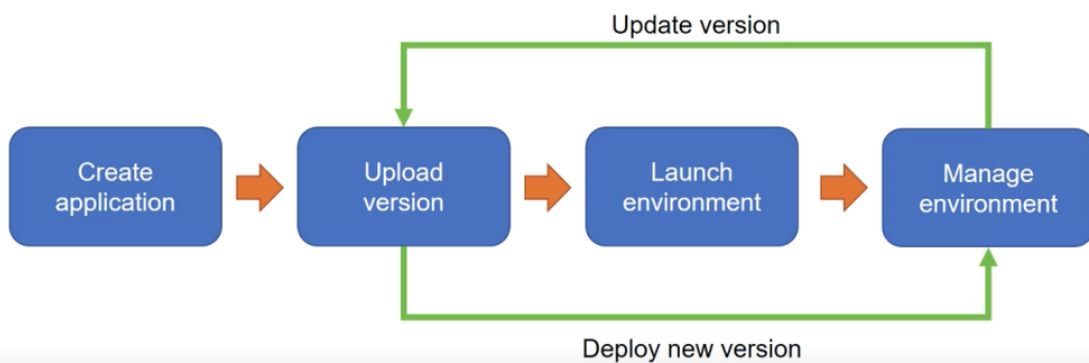 Update version
Create
application
Upload
version
Launch
environment
Manage
environment
Deploy new version